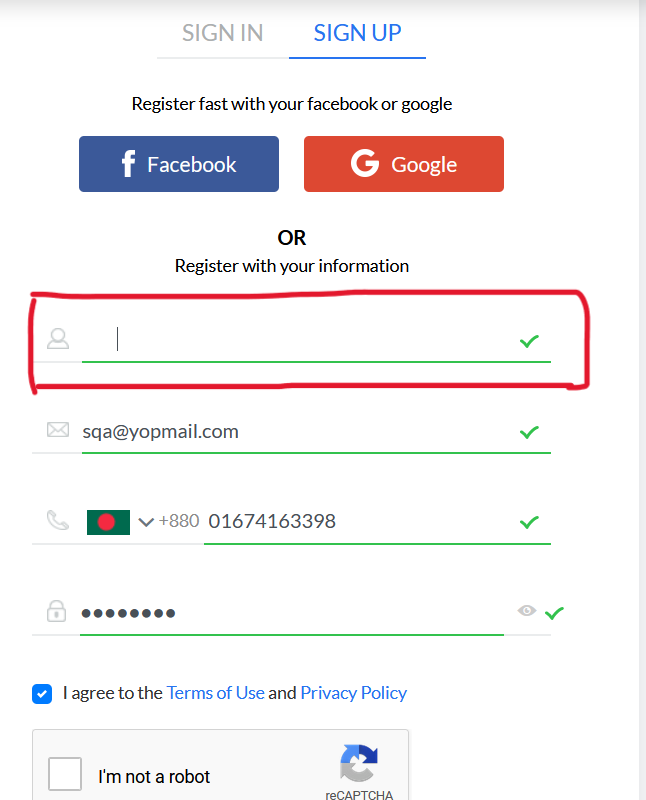 SIGN IN SIGN UP
Register fast with your facebook or google
Facebook Google
OR
Register with your information
sqa@yopmail.com
+880 01674163398
I agree to the Terms of Use and Privacy Policy
I'm not a robot
reCAPTCHA